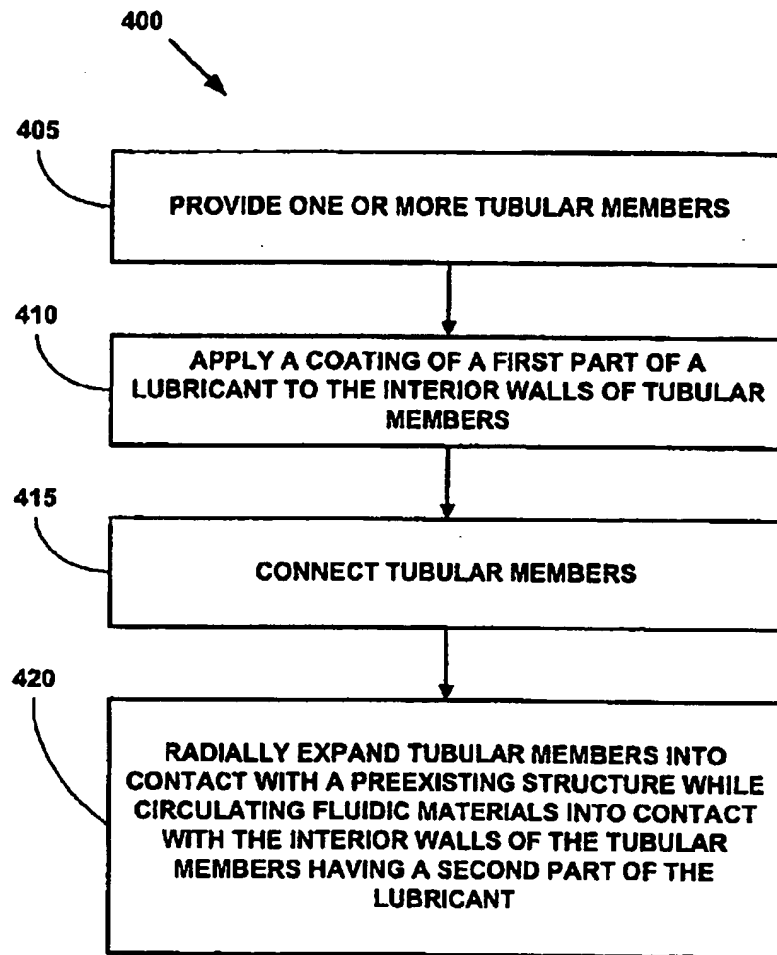 400
405
PROVIDE ONE OR MORE TUBULAR MEMBERS
410
APPLY A COATING OF A FIRST PART OF A
LUBRICANT TO THE INTERIOR WALLS OF TUBULAR
MEMBERS
415
CONNECT TUBULAR MEMBERS
420
RADIALLY EXPAND TUBULAR MEMBERS INTO
CONTACT WITH A PREEXISTING STRUCTURE WHILE
CIRCULATING FLUIDIC MATERIALS INTO CONTACT
WITH THE INTERIOR WALLS OF THE TUBULAR
MEMBERS HAVING A SECOND PART OF THE
LUBRICANT